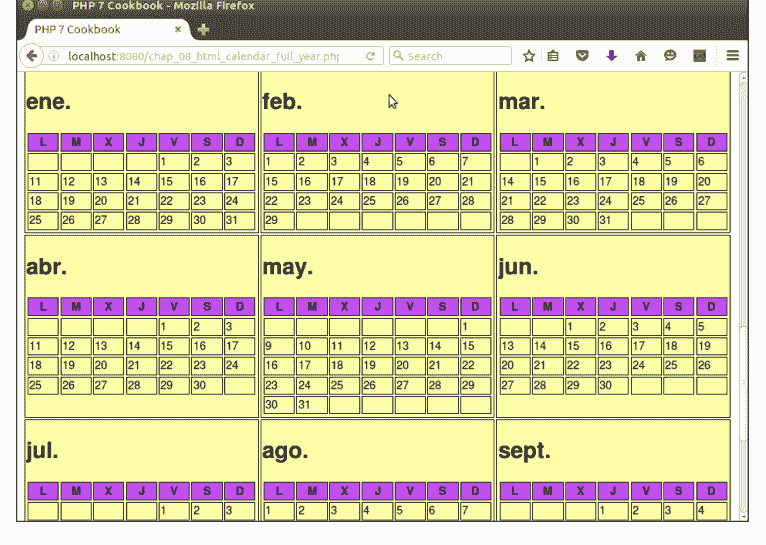 PHP 7 Cookbook - Mozilla Firefox
PHP 7 Cookbook
localhost:8080/chap_08_html_calendar_full_year.php
Search
ene.
L M X J V S D
1 2 3
11 12 13 14 15 16 17
18 19 20 21 22 23 24
25 26 27 28 29 30 31
feb.
L M X J V S D
1 2 3 4 5 6 7
15 16 17 18 19 20 21
22 23 24 25 26 27 28
29
mar.
L M X J V S D
1 2 3 4 5 6
14 15 16 17 18 19 20
21 22 23 24 25 26 27
28 29 30 31
abr.
L M X J V S D
1 2 3
11 12 13 14 15 16 17
18 19 20 21 22 23 24
25 26 27 28 29 30
may.
L M X J V S D
1
9 10 11 12 13 14 15
16 17 18 19 20 21 22
23 24 25 26 27 28 29
30 31
jun.
L M X J V S D
1 2 3 4 5
13 14 15 16 17 18 19
20 21 22 23 24 25 26
27 28 29 30
jul.
L M X J V S D
1 2 3
ago.
L M X J V S D
1 2 3 4 5 6 7
sept.
L M X J V S D
1 2 3 4